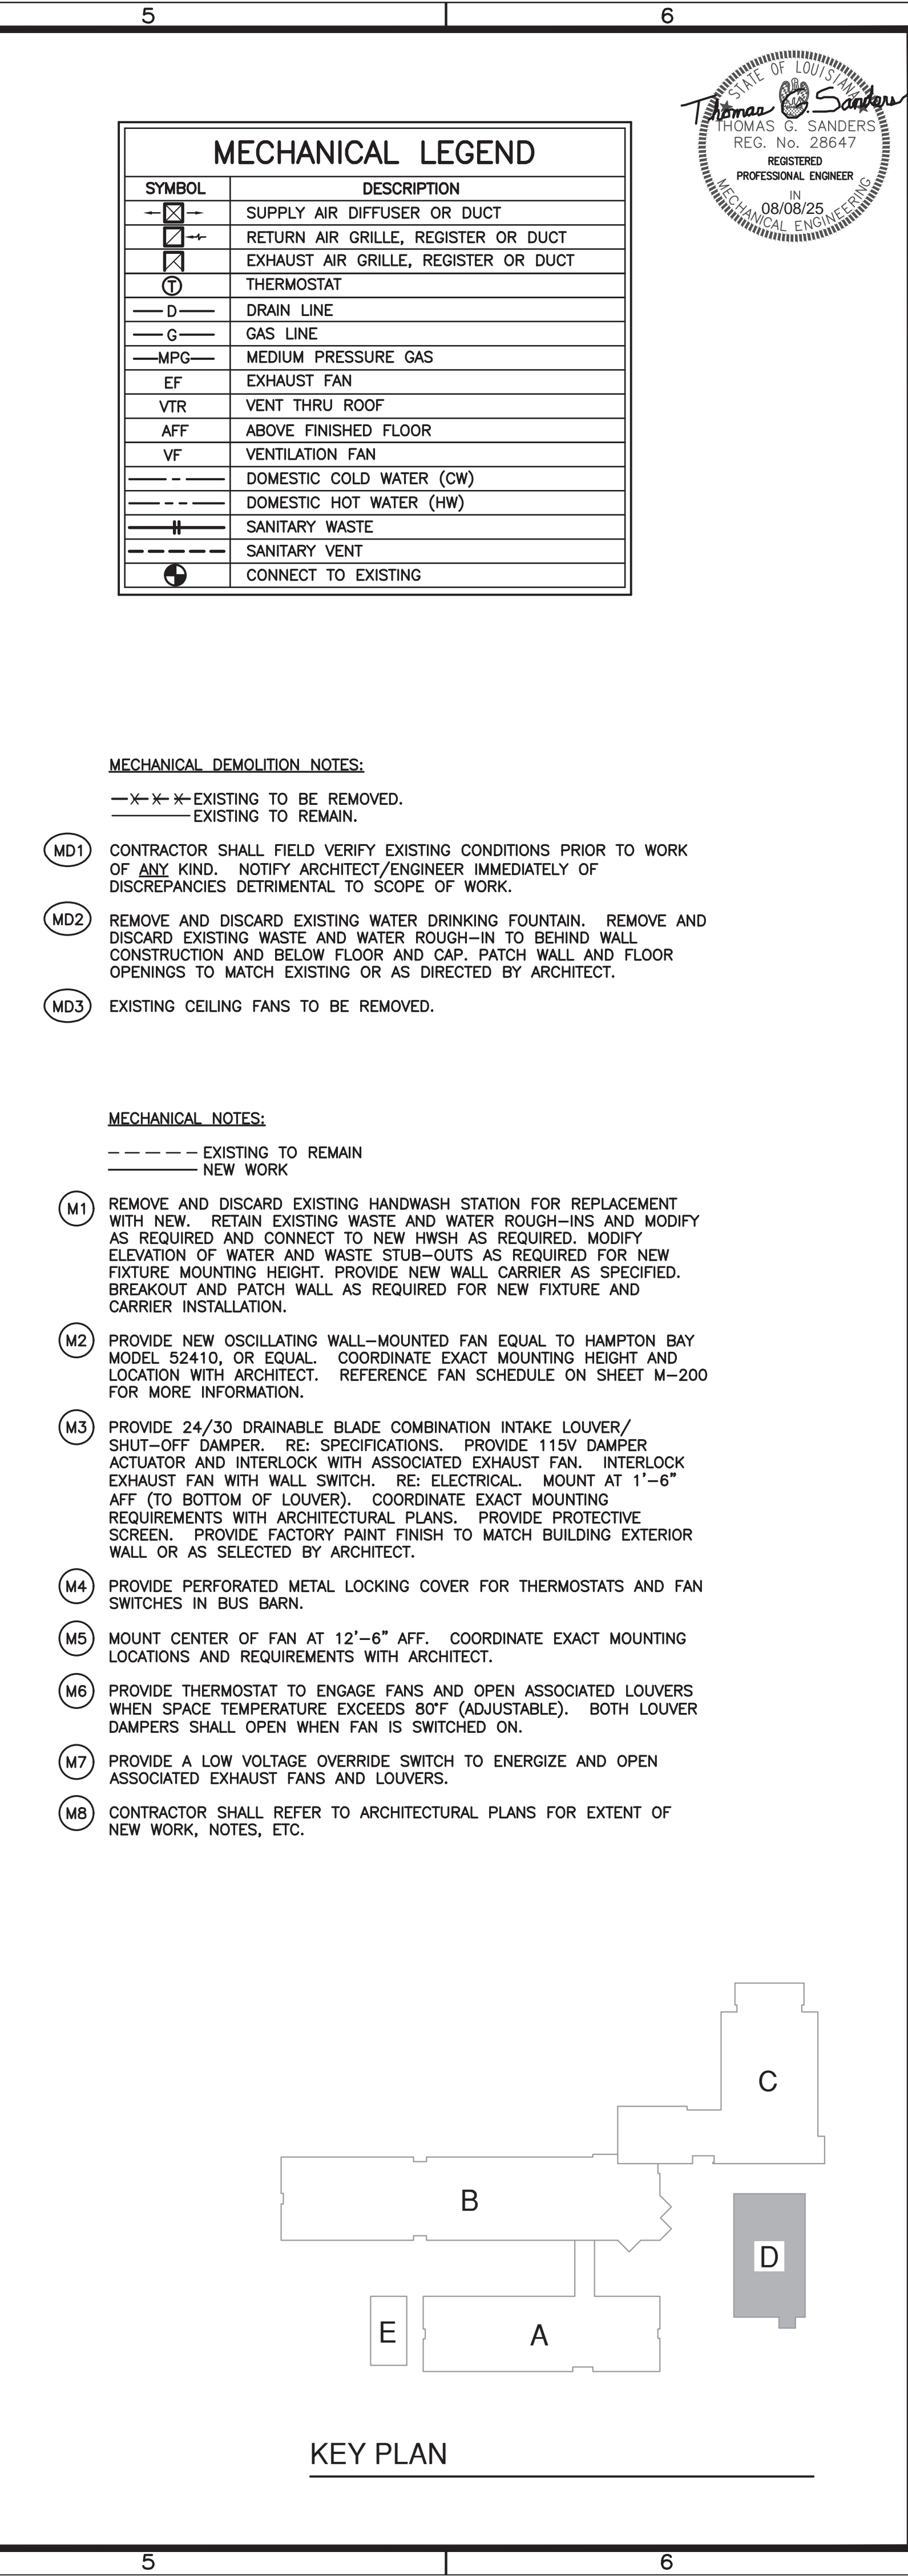 5 6
STATE OF LOUISIANA
Thomas G. Sanders
THOMAS G. SANDERS
REG. No. 28647
REGISTERED
PROFESSIONAL ENGINEER
IN
08/08/25
MECHANICAL ENGINEERING
MECHANICAL LEGEND
SYMBOL DESCRIPTION
SUPPLY AIR DIFFUSER OR DUCT
RETURN AIR GRILLE, REGISTER OR DUCT
EXHAUST AIR GRILLE, REGISTER OR DUCT
T THERMOSTAT
D DRAIN LINE
G GAS LINE
MPG MEDIUM PRESSURE GAS
EF EXHAUST FAN
VTR VENT THRU ROOF
AFF ABOVE FINISHED FLOOR
VF VENTILATION FAN
DOMESTIC COLD WATER (CW)
DOMESTIC HOT WATER (HW)
SANITARY WASTE
SANITARY VENT
CONNECT TO EXISTING
MECHANICAL DEMOLITION NOTES:
EXISTING TO BE REMOVED.
EXISTING TO REMAIN.
MD1 CONTRACTOR SHALL FIELD VERIFY EXISTING CONDITIONS PRIOR TO WORK
OF ANY KIND. NOTIFY ARCHITECT/ENGINEER IMMEDIATELY OF
DISCREPANCIES DETRIMENTAL TO SCOPE OF WORK.
MD2 REMOVE AND DISCARD EXISTING WATER DRINKING FOUNTAIN. REMOVE AND
DISCARD EXISTING WASTE AND WATER ROUGH-IN TO BEHIND WALL
CONSTRUCTION AND BELOW FLOOR AND CAP. PATCH WALL AND FLOOR
OPENINGS TO MATCH EXISTING OR AS DIRECTED BY ARCHITECT.
MD3 EXISTING CEILING FANS TO BE REMOVED.
MECHANICAL NOTES:
EXISTING TO REMAIN
NEW WORK
M1 REMOVE AND DISCARD EXISTING HANDWASH STATION FOR REPLACEMENT
WITH NEW. RETAIN EXISTING WASTE AND WATER ROUGH-INS AND MODIFY
AS REQUIRED AND CONNECT TO NEW HWSH AS REQUIRED. MODIFY
ELEVATION OF WATER AND WASTE STUB-OUTS AS REQUIRED FOR NEW
FIXTURE MOUNTING HEIGHT. PROVIDE NEW WALL CARRIER AS SPECIFIED.
BREAKOUT AND PATCH WALL AS REQUIRED FOR NEW FIXTURE AND
CARRIER INSTALLATION.
M2 PROVIDE NEW OSCILLATING WALL-MOUNTED FAN EQUAL TO HAMPTON BAY
MODEL 52410, OR EQUAL. COORDINATE EXACT MOUNTING HEIGHT AND
LOCATION WITH ARCHITECT. REFERENCE FAN SCHEDULE ON SHEET M-200
FOR MORE INFORMATION.
M3 PROVIDE 24/30 DRAINABLE BLADE COMBINATION INTAKE LOUVER/
SHUT-OFF DAMPER. RE: SPECIFICATIONS. PROVIDE 115V DAMPER
ACTUATOR AND INTERLOCK WITH ASSOCIATED EXHAUST FAN. INTERLOCK
EXHAUST FAN WITH WALL SWITCH. RE: ELECTRICAL. MOUNT AT 1'-6"
AFF (TO BOTTOM OF LOUVER). COORDINATE EXACT MOUNTING
REQUIREMENTS WITH ARCHITECTURAL PLANS. PROVIDE PROTECTIVE
SCREEN. PROVIDE FACTORY PAINT FINISH TO MATCH BUILDING EXTERIOR
WALL OR AS SELECTED BY ARCHITECT.
M4 PROVIDE PERFORATED METAL LOCKING COVER FOR THERMOSTATS AND FAN
SWITCHES IN BUS BARN.
M5 MOUNT CENTER OF FAN AT 12'-6" AFF. COORDINATE EXACT MOUNTING
LOCATIONS AND REQUIREMENTS WITH ARCHITECT.
M6 PROVIDE THERMOSTAT TO ENGAGE FANS AND OPEN ASSOCIATED LOUVERS
WHEN SPACE TEMPERATURE EXCEEDS 80°F (ADJUSTABLE). BOTH LOUVER
DAMPERS SHALL OPEN WHEN FAN IS SWITCHED ON.
M7 PROVIDE A LOW VOLTAGE OVERRIDE SWITCH TO ENERGIZE AND OPEN
ASSOCIATED EXHAUST FANS AND LOUVERS.
M8 CONTRACTOR SHALL REFER TO ARCHITECTURAL PLANS FOR EXTENT OF
NEW WORK, NOTES, ETC.
C
B
D
E A
KEY PLAN
5 6